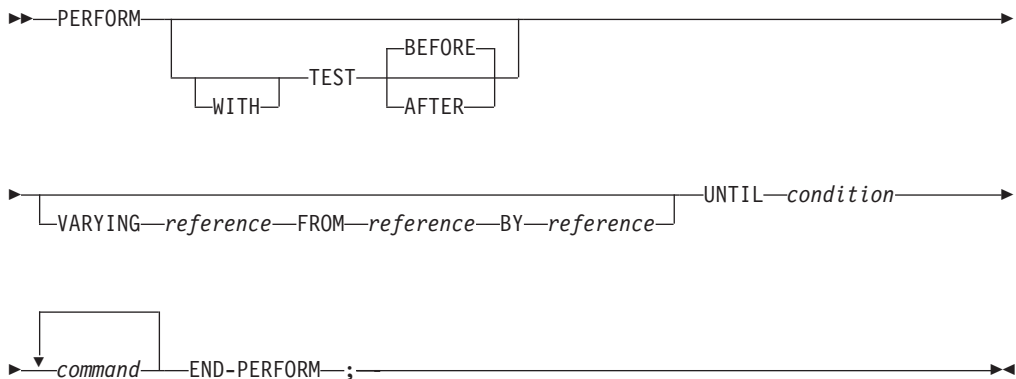 PERFORM
BEFORE
TEST
WITH
AFTER
UNTIL condition
VARYING reference FROM reference BY reference
command END-PERFORM ;